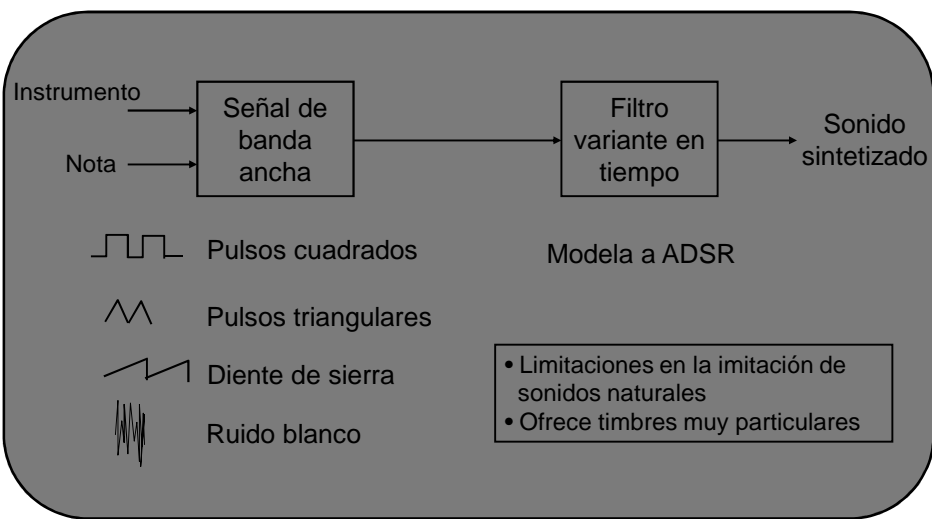 Instrumento
Nota
Señal de
banda
ancha
Filtro
variante en
tiempo
Sonido
sintetizado
Pulsos cuadrados
Modela a ADSR
Pulsos triangulares
Diente de sierra
Ruido blanco
• Limitaciones en la imitación de
sonidos naturales
• Ofrece timbres muy particulares